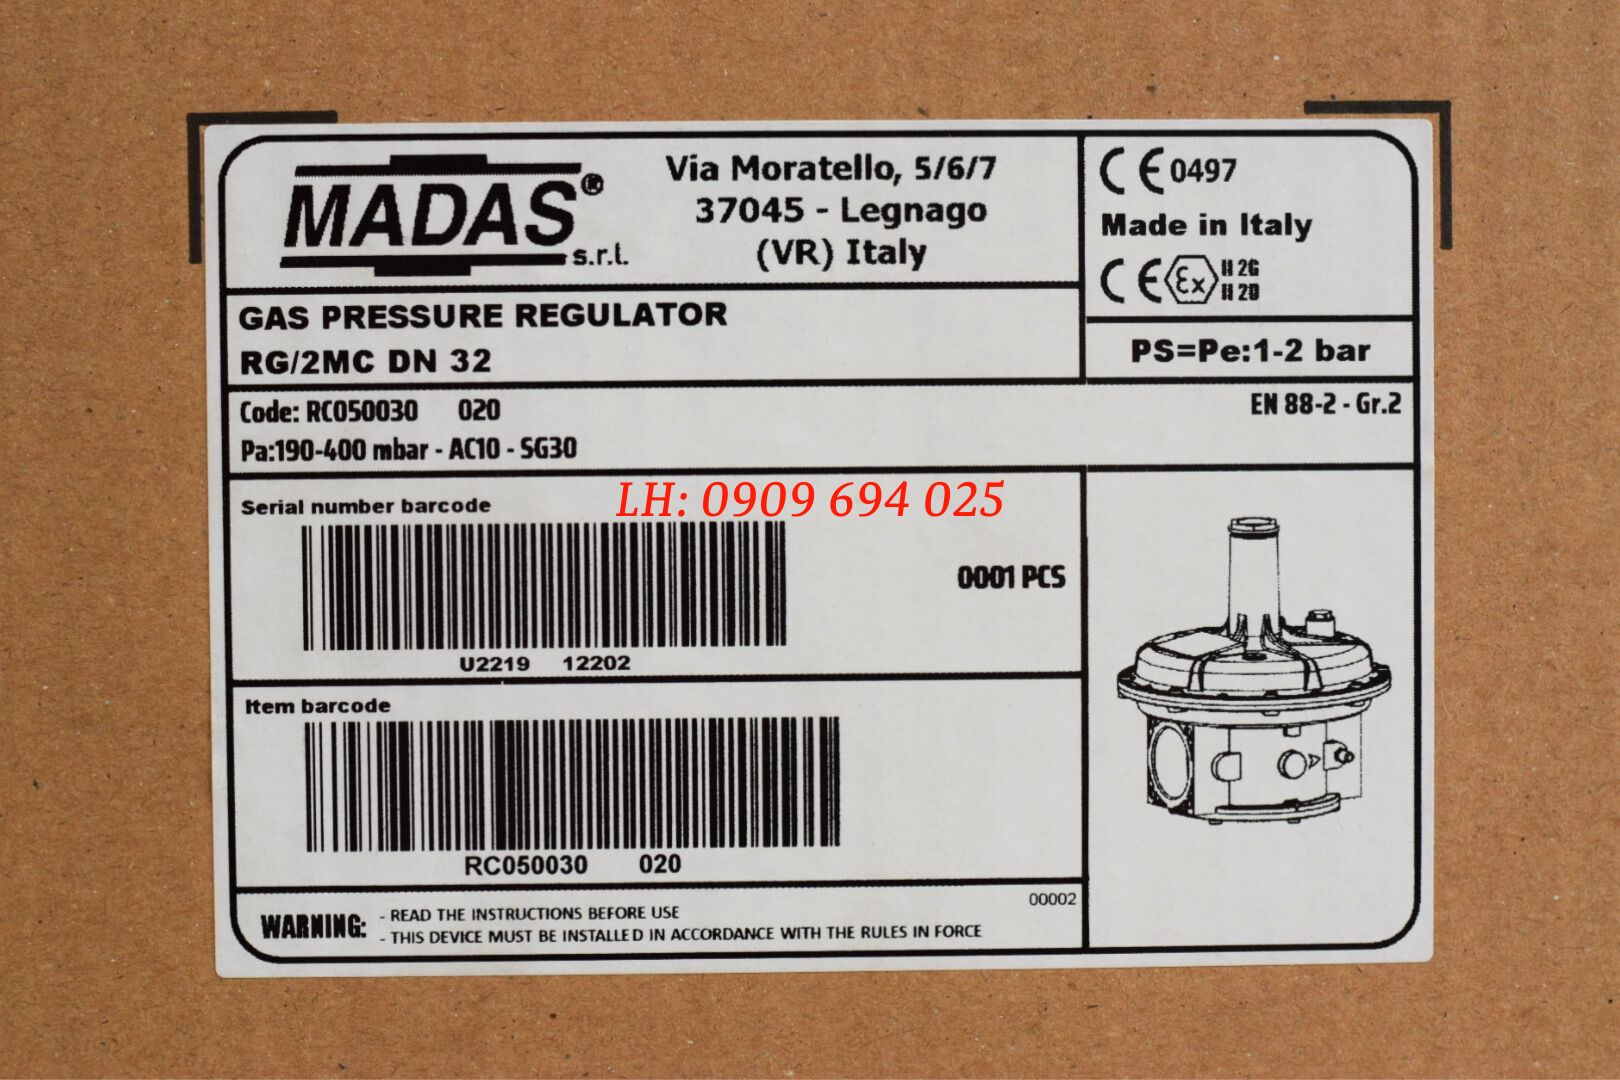 MADAS®
s.r.l.
Via Moratello, 5/6/7
37045 - Legnago
(VR) Italy
CE 0497
Made in Italy
CE Ex II 2G
II 2D
GAS PRESSURE REGULATOR
RG/2MC DN 32
PS=Pe:1-2 bar
Code: RC050030 020
EN 88-2 - Gr.2
Pa:190-400 mbar - AC10 - SG30
LH: 0909 694 025
Serial number barcode
0001 PCS
U2219 12202
Item barcode
RC050030 020
00002
WARNING: - READ THE INSTRUCTIONS BEFORE USE
- THIS DEVICE MUST BE INSTALLED IN ACCORDANCE WITH THE RULES IN FORCE